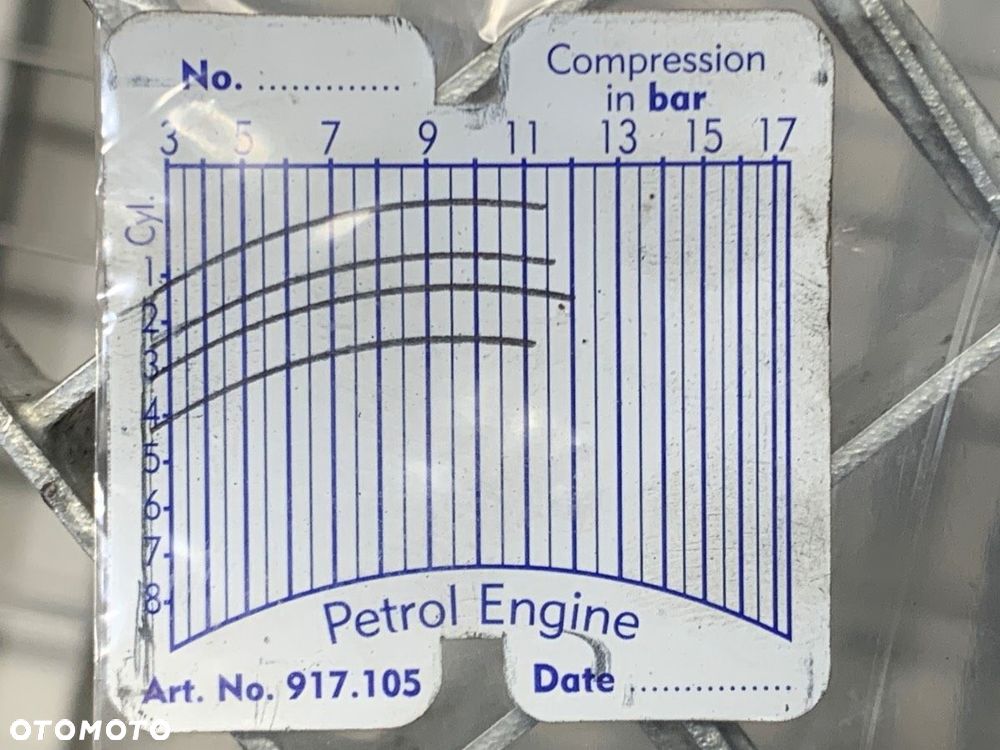 No. ..............
Compression
in bar
3 5 7 9 11 13 15 17
Cyl.
1
2
3
4
5
6
7
8
Petrol Engine
Art. No. 917.105
Date ................
OTOMOTO